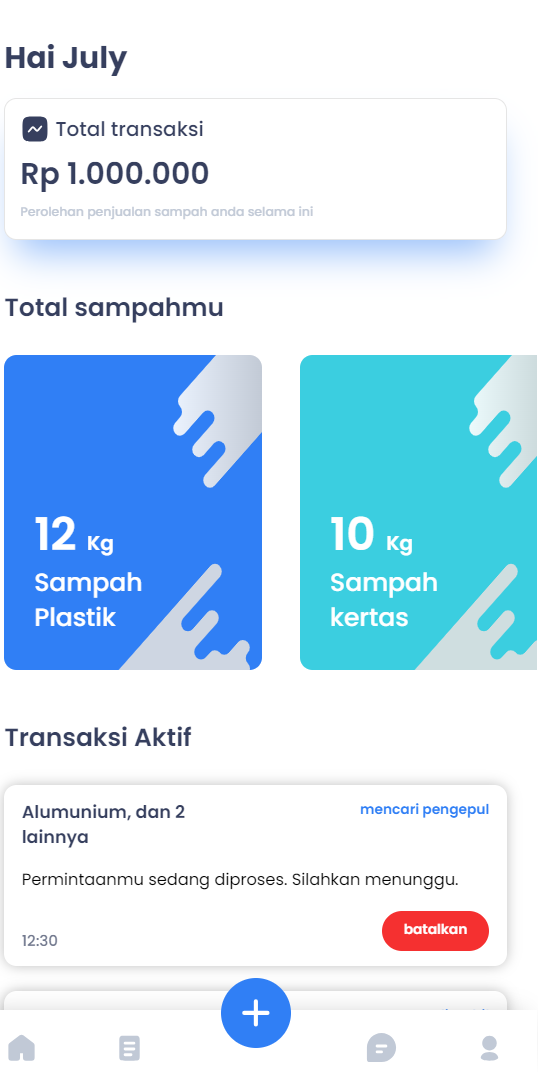 Hai July
Total transaksi
Rp 1.000.000
Perolehan penjualan sampah anda selama ini
Total sampahmu
12 Kg
Sampah
Plastik
10 Kg
Sampah
kertas
Transaksi Aktif
Alumunium, dan 2
lainnya
mencari pengepul
Permintaanmu sedang diproses. Silahkan menunggu.
12:30
batalkan